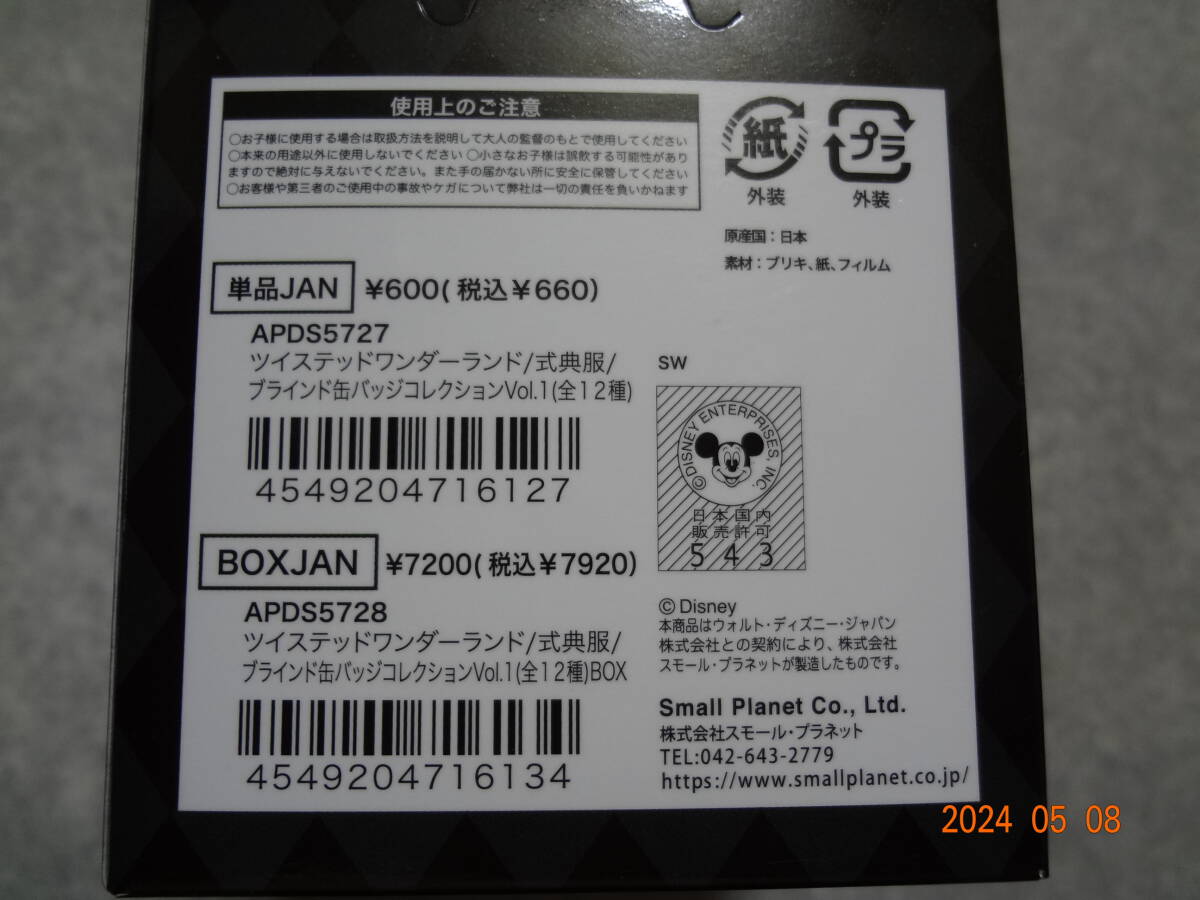 使用上のご注意
○お子様に使用する場合は取扱方法を説明して大人の監督のもとで使用してください
○本来の用途以外に使用しないでください ○小さなお子様は誤飲する可能性があり
ますので絶対に与えないでください。また手の届かない所に安全に保管してください
○お客様や第三者のご使用中の事故やケガについて弊社は一切の責任を負いかねます
紙
外装
プラ
外装
原産国:日本
素材:ブリキ、紙、フィルム
単品JAN ¥600(税込¥660)
APDS5727
ツイステッドワンダーランド/式典服/
ブラインド缶バッジコレクションVol.1(全12種)
4549204716127
BOXJAN ¥7200(税込¥7920)
APDS5728
ツイステッドワンダーランド/式典服/
ブラインド缶バッジコレクションVol.1(全12種)BOX
4549204716134
SW
©DISNEY ENTERPRISES, INC.
日本国内
販売許可
543
© Disney
本商品はウォルト・ディズニー・ジャパン
株式会社との契約により、株式会社
スモール・プラネットが製造したものです。
Small Planet Co., Ltd.
株式会社スモール・プラネット
TEL:042-643-2779
https://www.smallplanet.co.jp/
2024 05 08